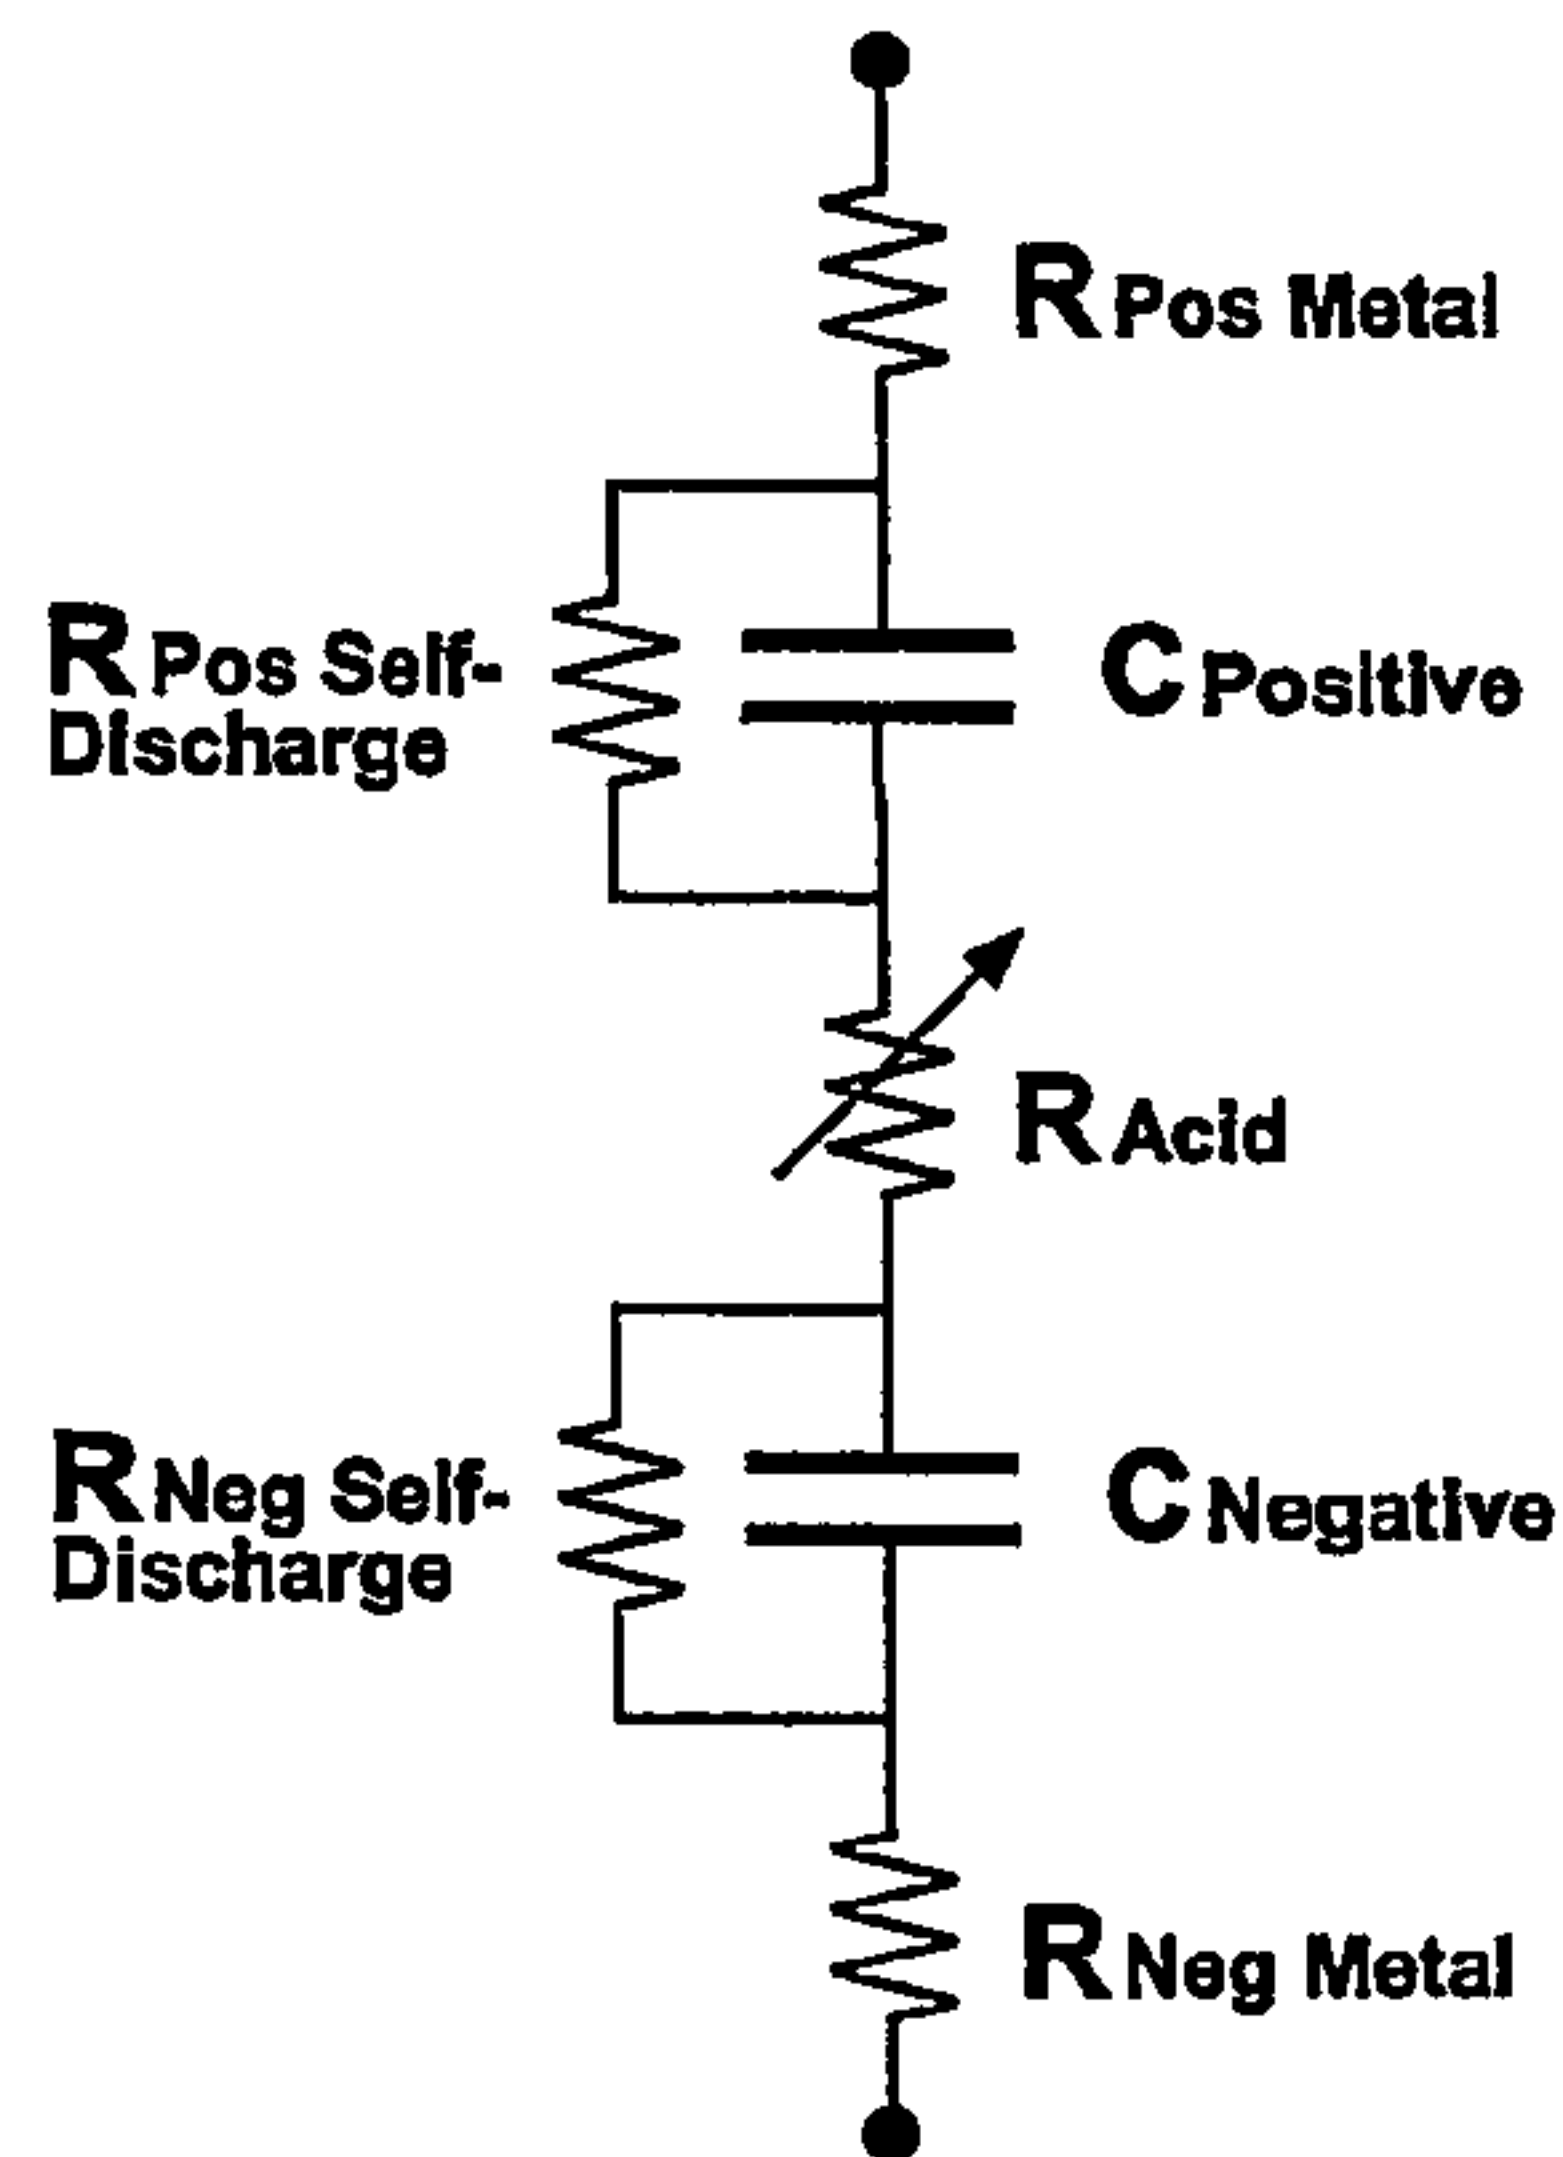 R Pos Metal
R Pos Self-
Discharge
C Positive
R Acid
R Neg Self-
Discharge
C Negative
R Neg Metal